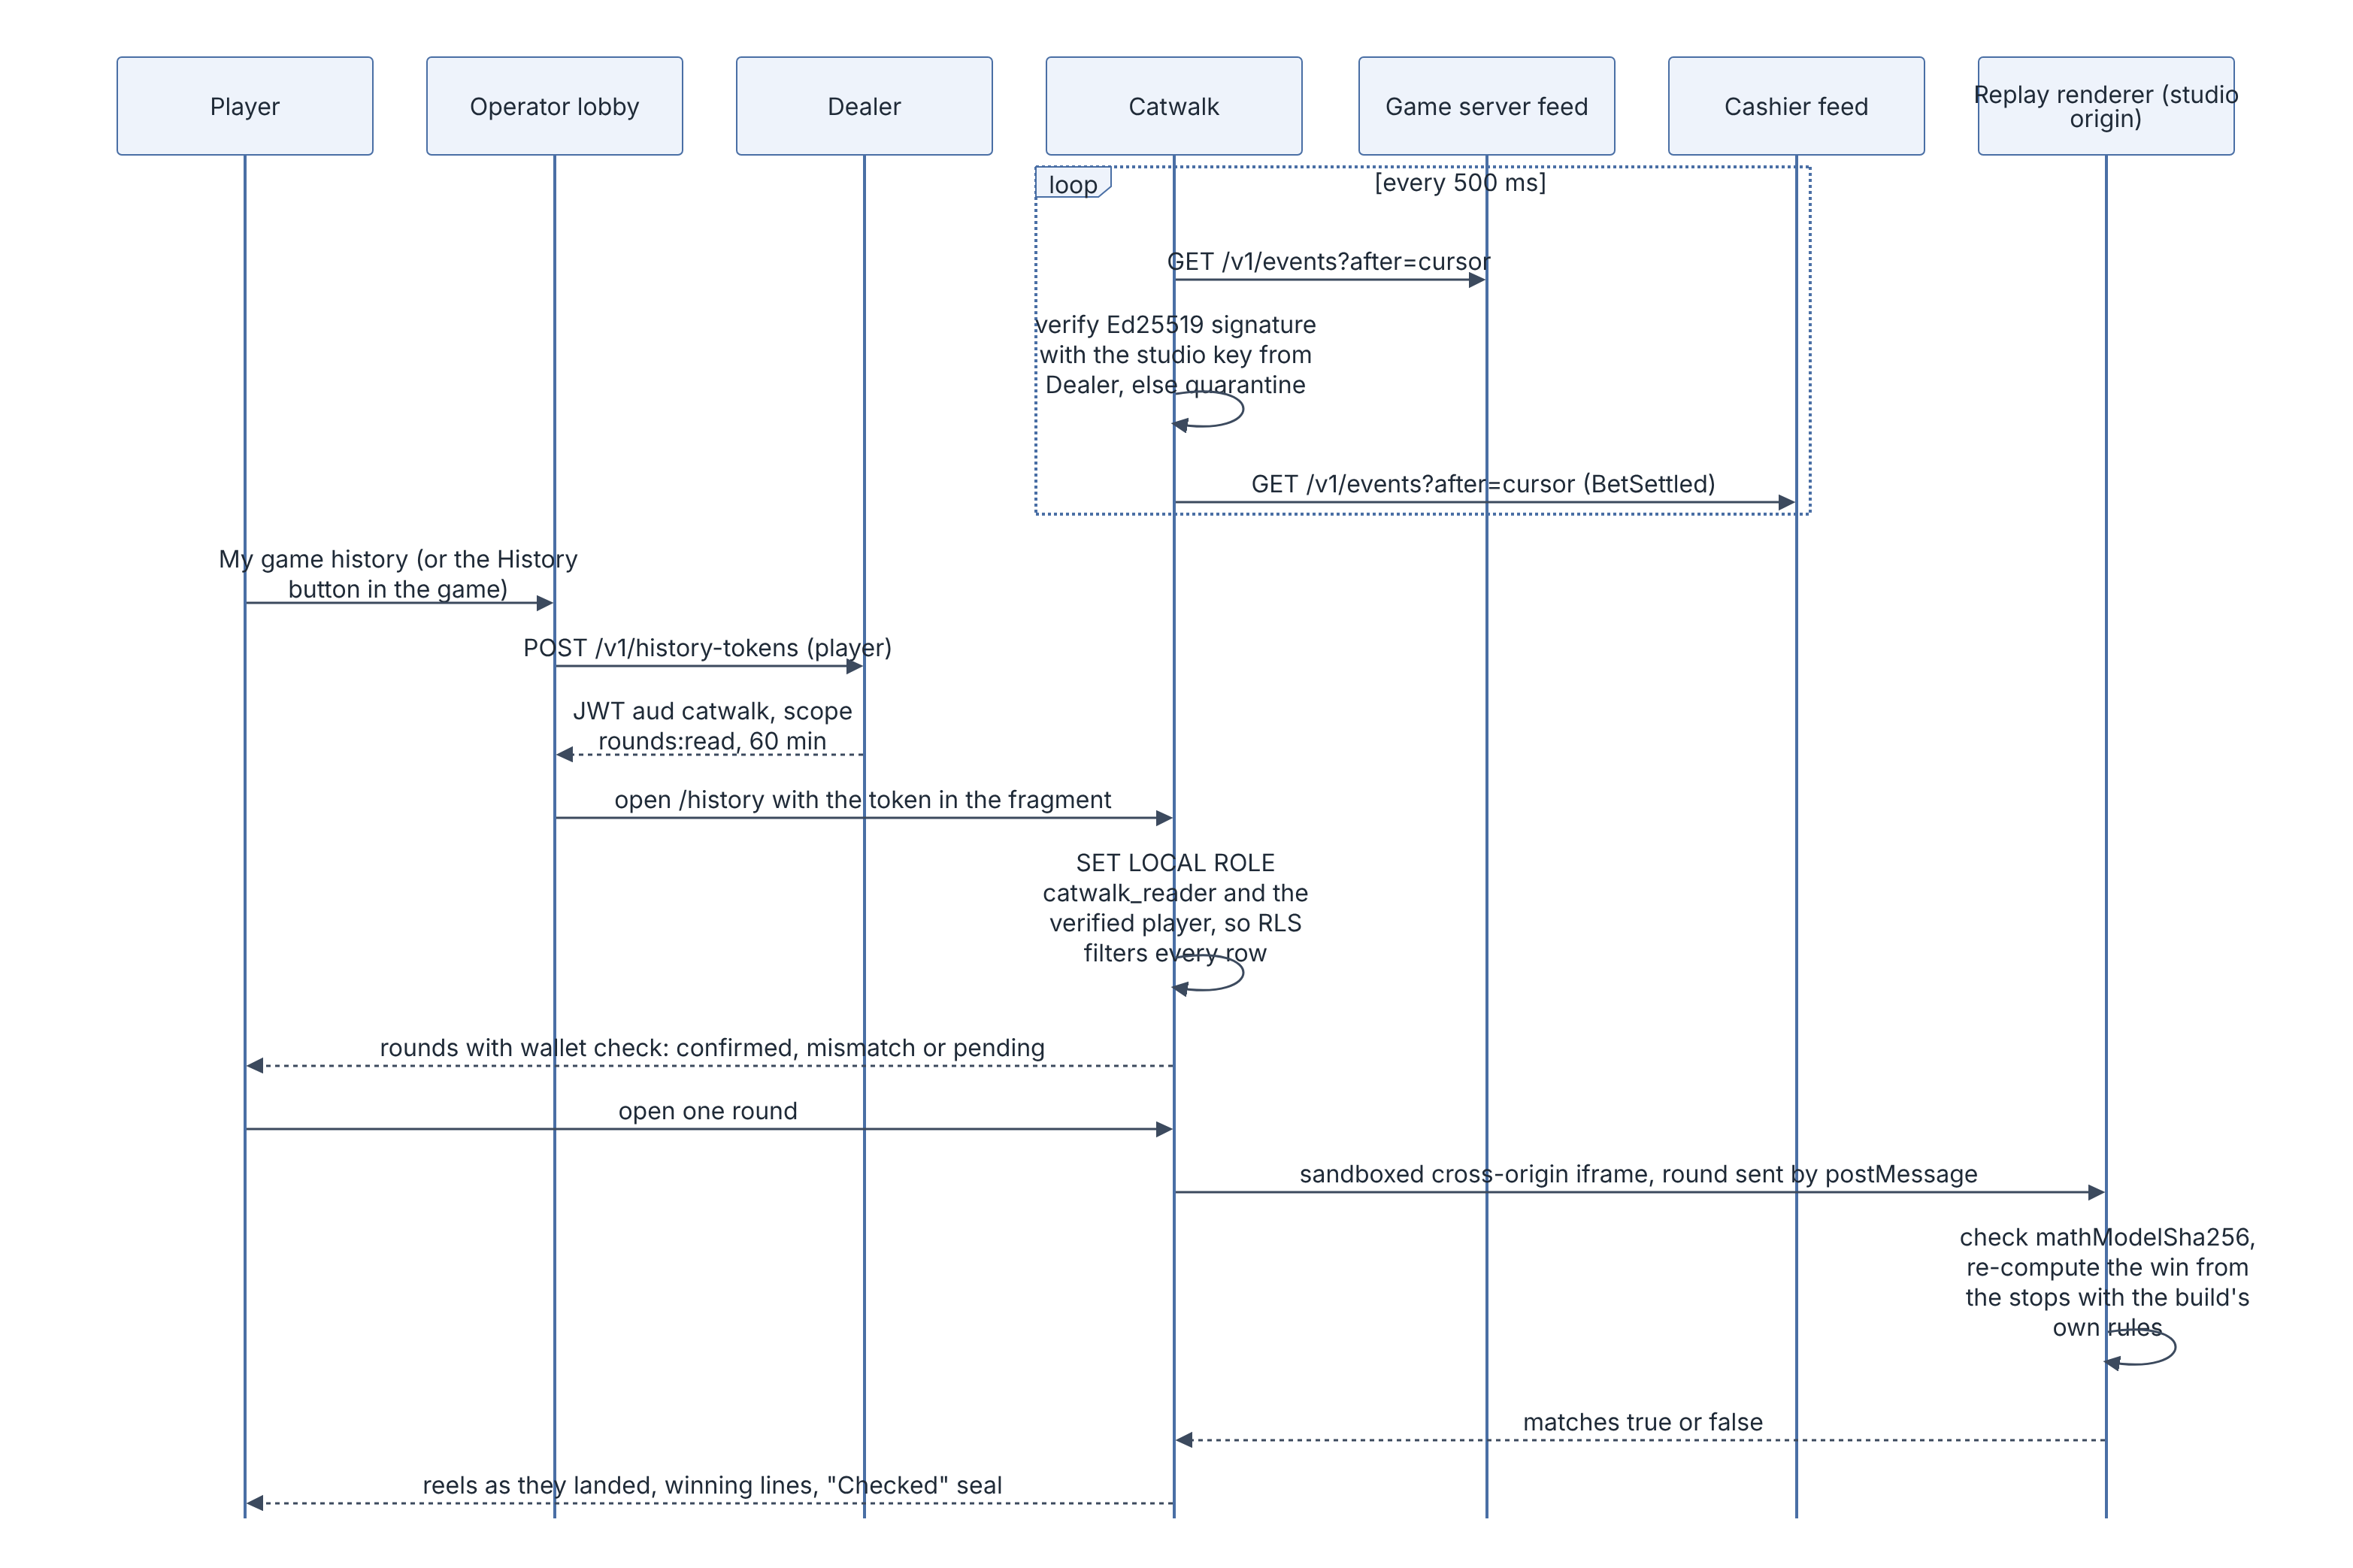 Player
Operator lobby
Dealer
Catwalk
Game server feed
Cashier feed
Replay renderer (studio
origin)
loop
[every 500 ms]
GET /v1/events?after=cursor
verify Ed25519 signature
with the studio key from
Dealer, else quarantine
GET /v1/events?after=cursor (BetSettled)
My game history (or the History
button in the game)
POST /v1/history-tokens (player)
JWT aud catwalk, scope
rounds:read, 60 min
open /history with the token in the fragment
SET LOCAL ROLE
catwalk_reader and the
verified player, so RLS
filters every row
rounds with wallet check: confirmed, mismatch or pending
open one round
sandboxed cross-origin iframe, round sent by postMessage
check mathModelSha256,
re-compute the win from
the stops with the build's
own rules
matches true or false
reels as they landed, winning lines, "Checked" seal